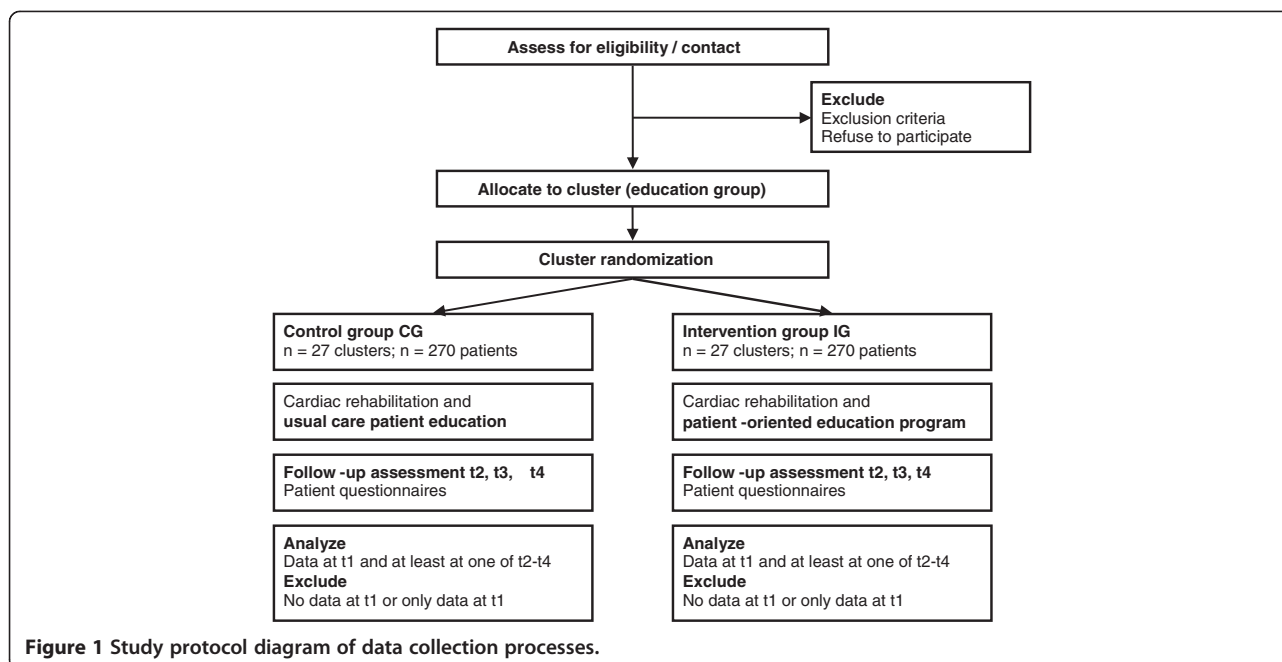 Assess for eligibility / contact
Exclude
Exclusion criteria
Refuse to participate
Allocate to cluster (education group)
Cluster randomization
Control group CG
n = 27 clusters; n = 270 patients
Cardiac rehabilitation and
usual care patient education
Follow -up assessment t2, t3, t4
Patient questionnaires
Analyze
Data at t1 and at least at one of t2-t4
Exclude
No data at t1 or only data at t1
Intervention group IG
n = 27 clusters; n = 270 patients
Cardiac rehabilitation and
patient -oriented education program
Follow -up assessment t2, t3, t4
Patient questionnaires
Analyze
Data at t1 and at least at one of t2-t4
Exclude
No data at t1 or only data at t1
Figure 1 Study protocol diagram of data collection processes.